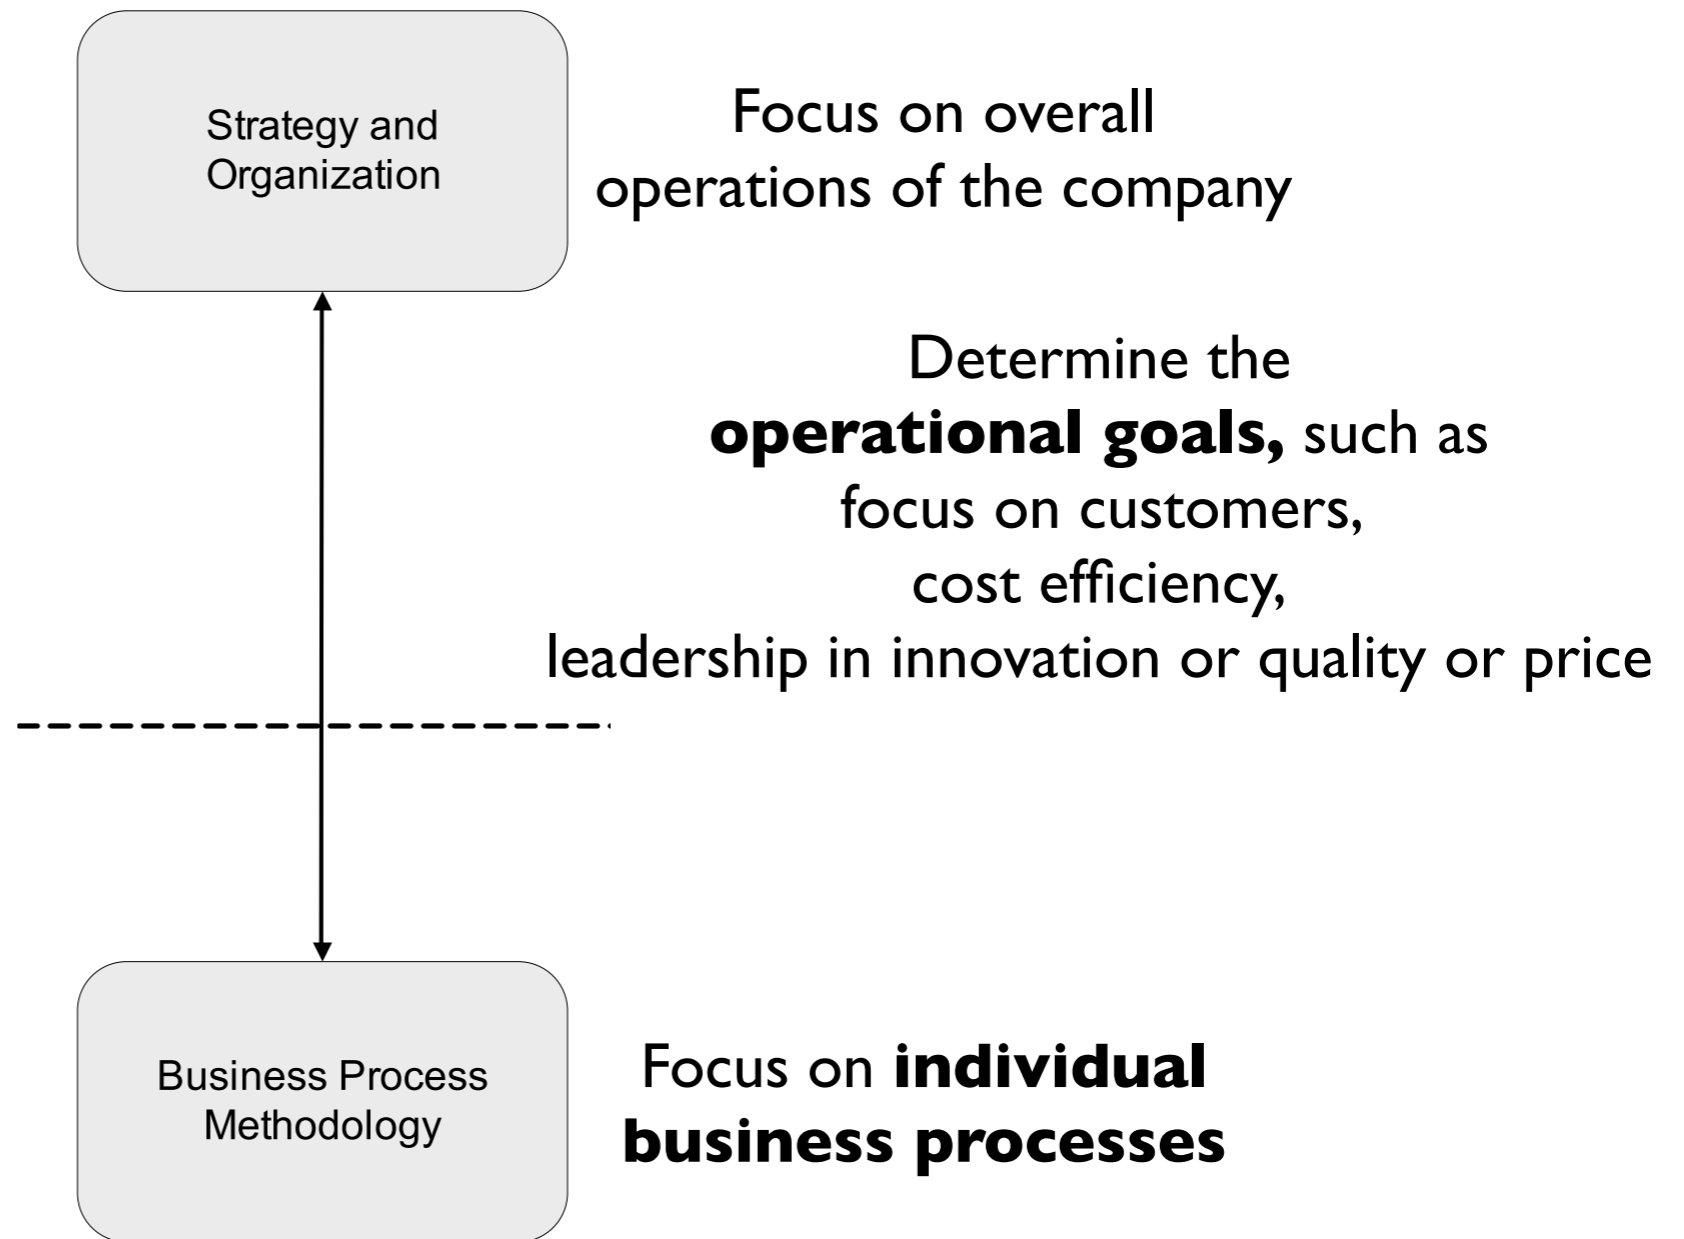 Strategy and
Organization
Focus on overall
operations of the company
Determine the
operational goals, such as
focus on customers,
cost efficiency,
leadership in innovation or quality or price
Business Process
Methodology
Focus on individual
business processes